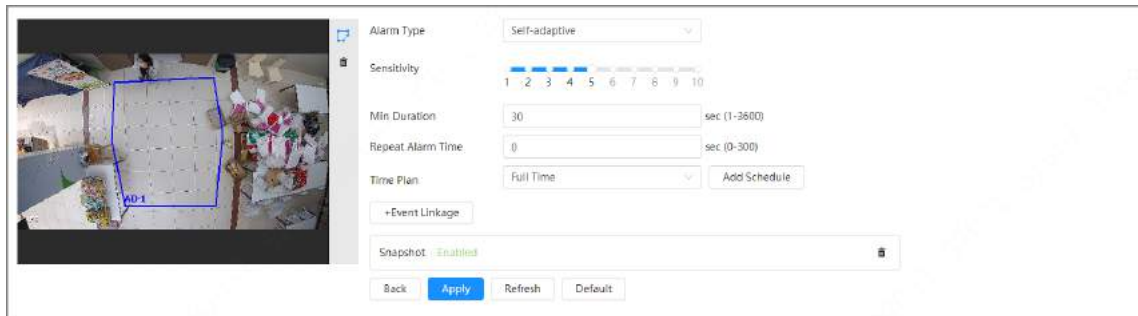 Alarm Type Self-adaptive
Sensitivity
1 2 3 4 5 6 7 8 9 10
Min Duration 30 sec (1-3600)
Repeat Alarm Time 0 sec (0-300)
Time Plan Full Time Add Schedule
AD-1
+Event Linkage
Snapshot Enabled
Back Apply Refresh Default